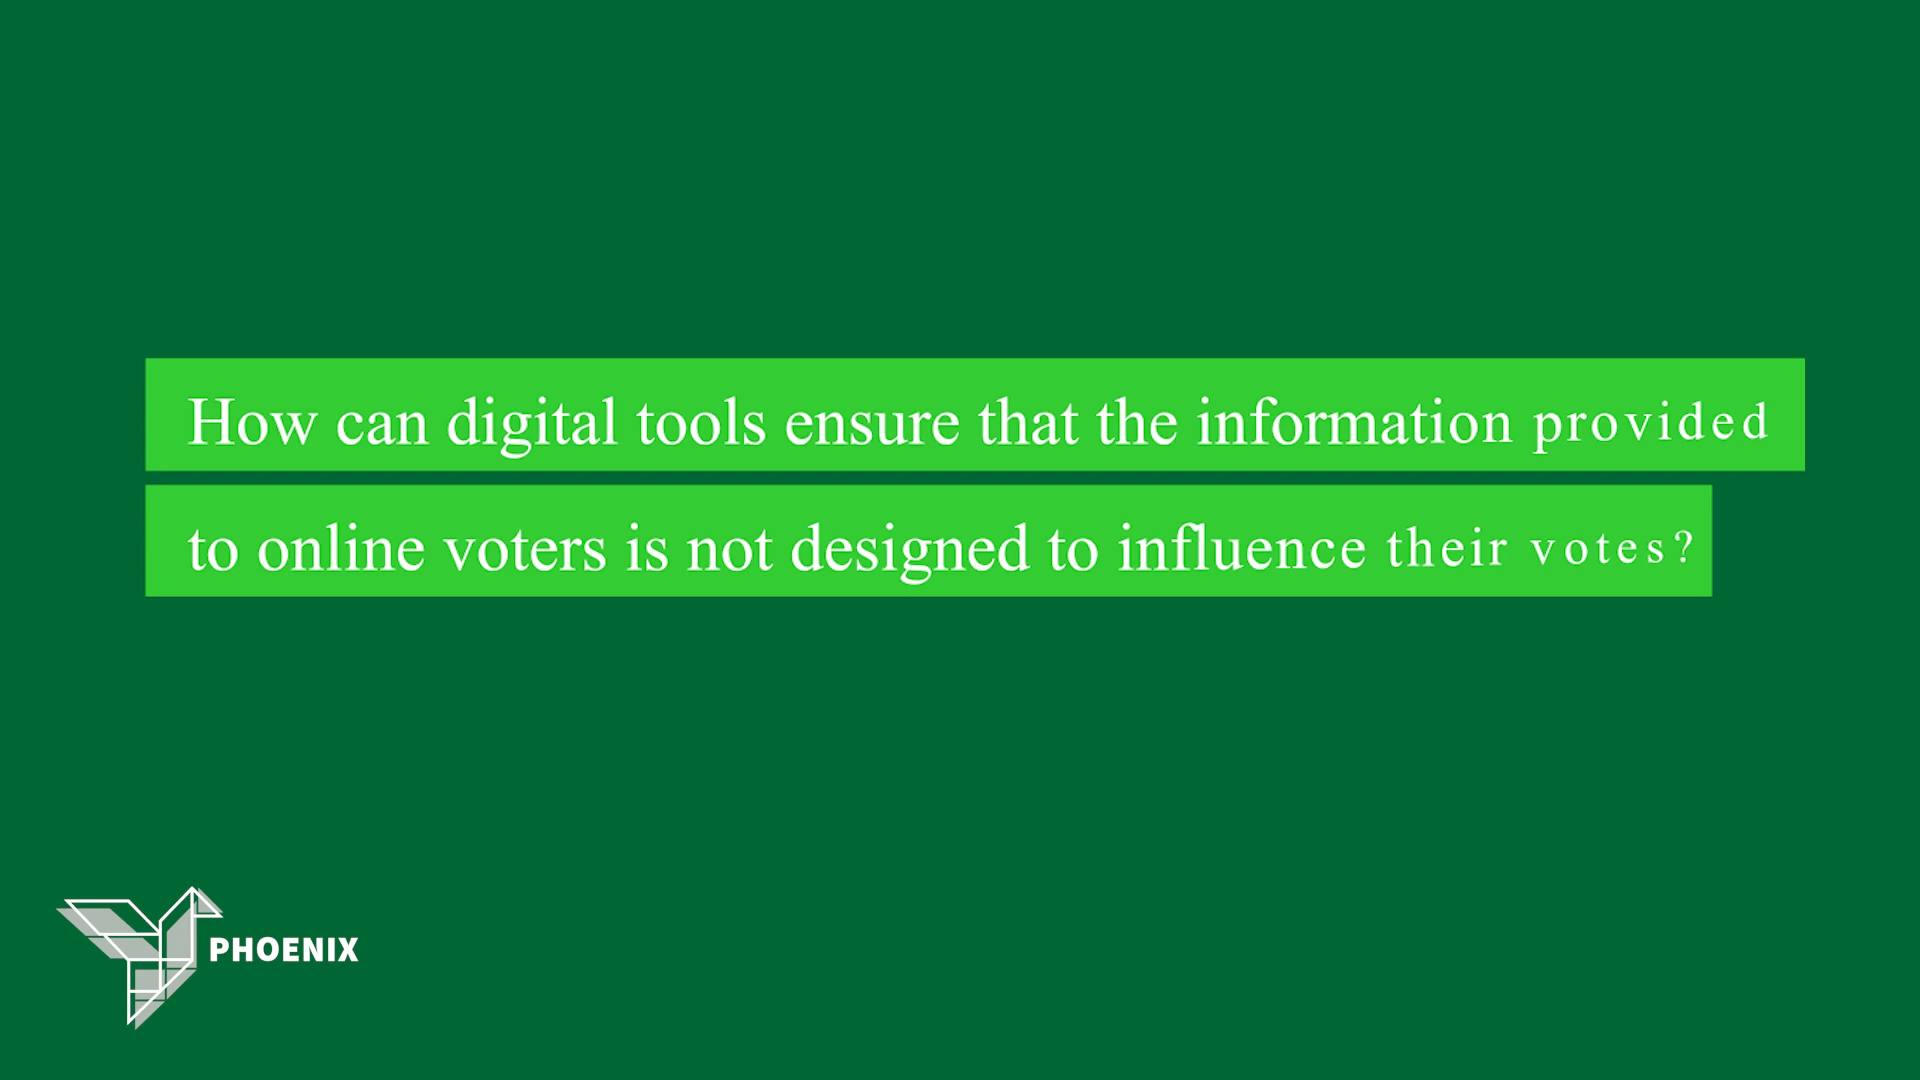 How can digital tools ensure that the information provided
to online voters is not designed to influence their votes?
PHOENIX